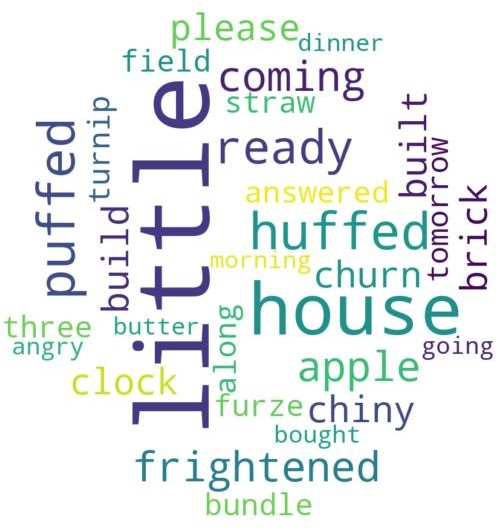 please
dinner
field
coming
straw
little
turnip
puffed
ready
built
answered
tomorrow
build
huffed
brick
morning
churn
house
three
butter
along
angry
going
clock
apple
furze
chiny
bought
frightened
bundle